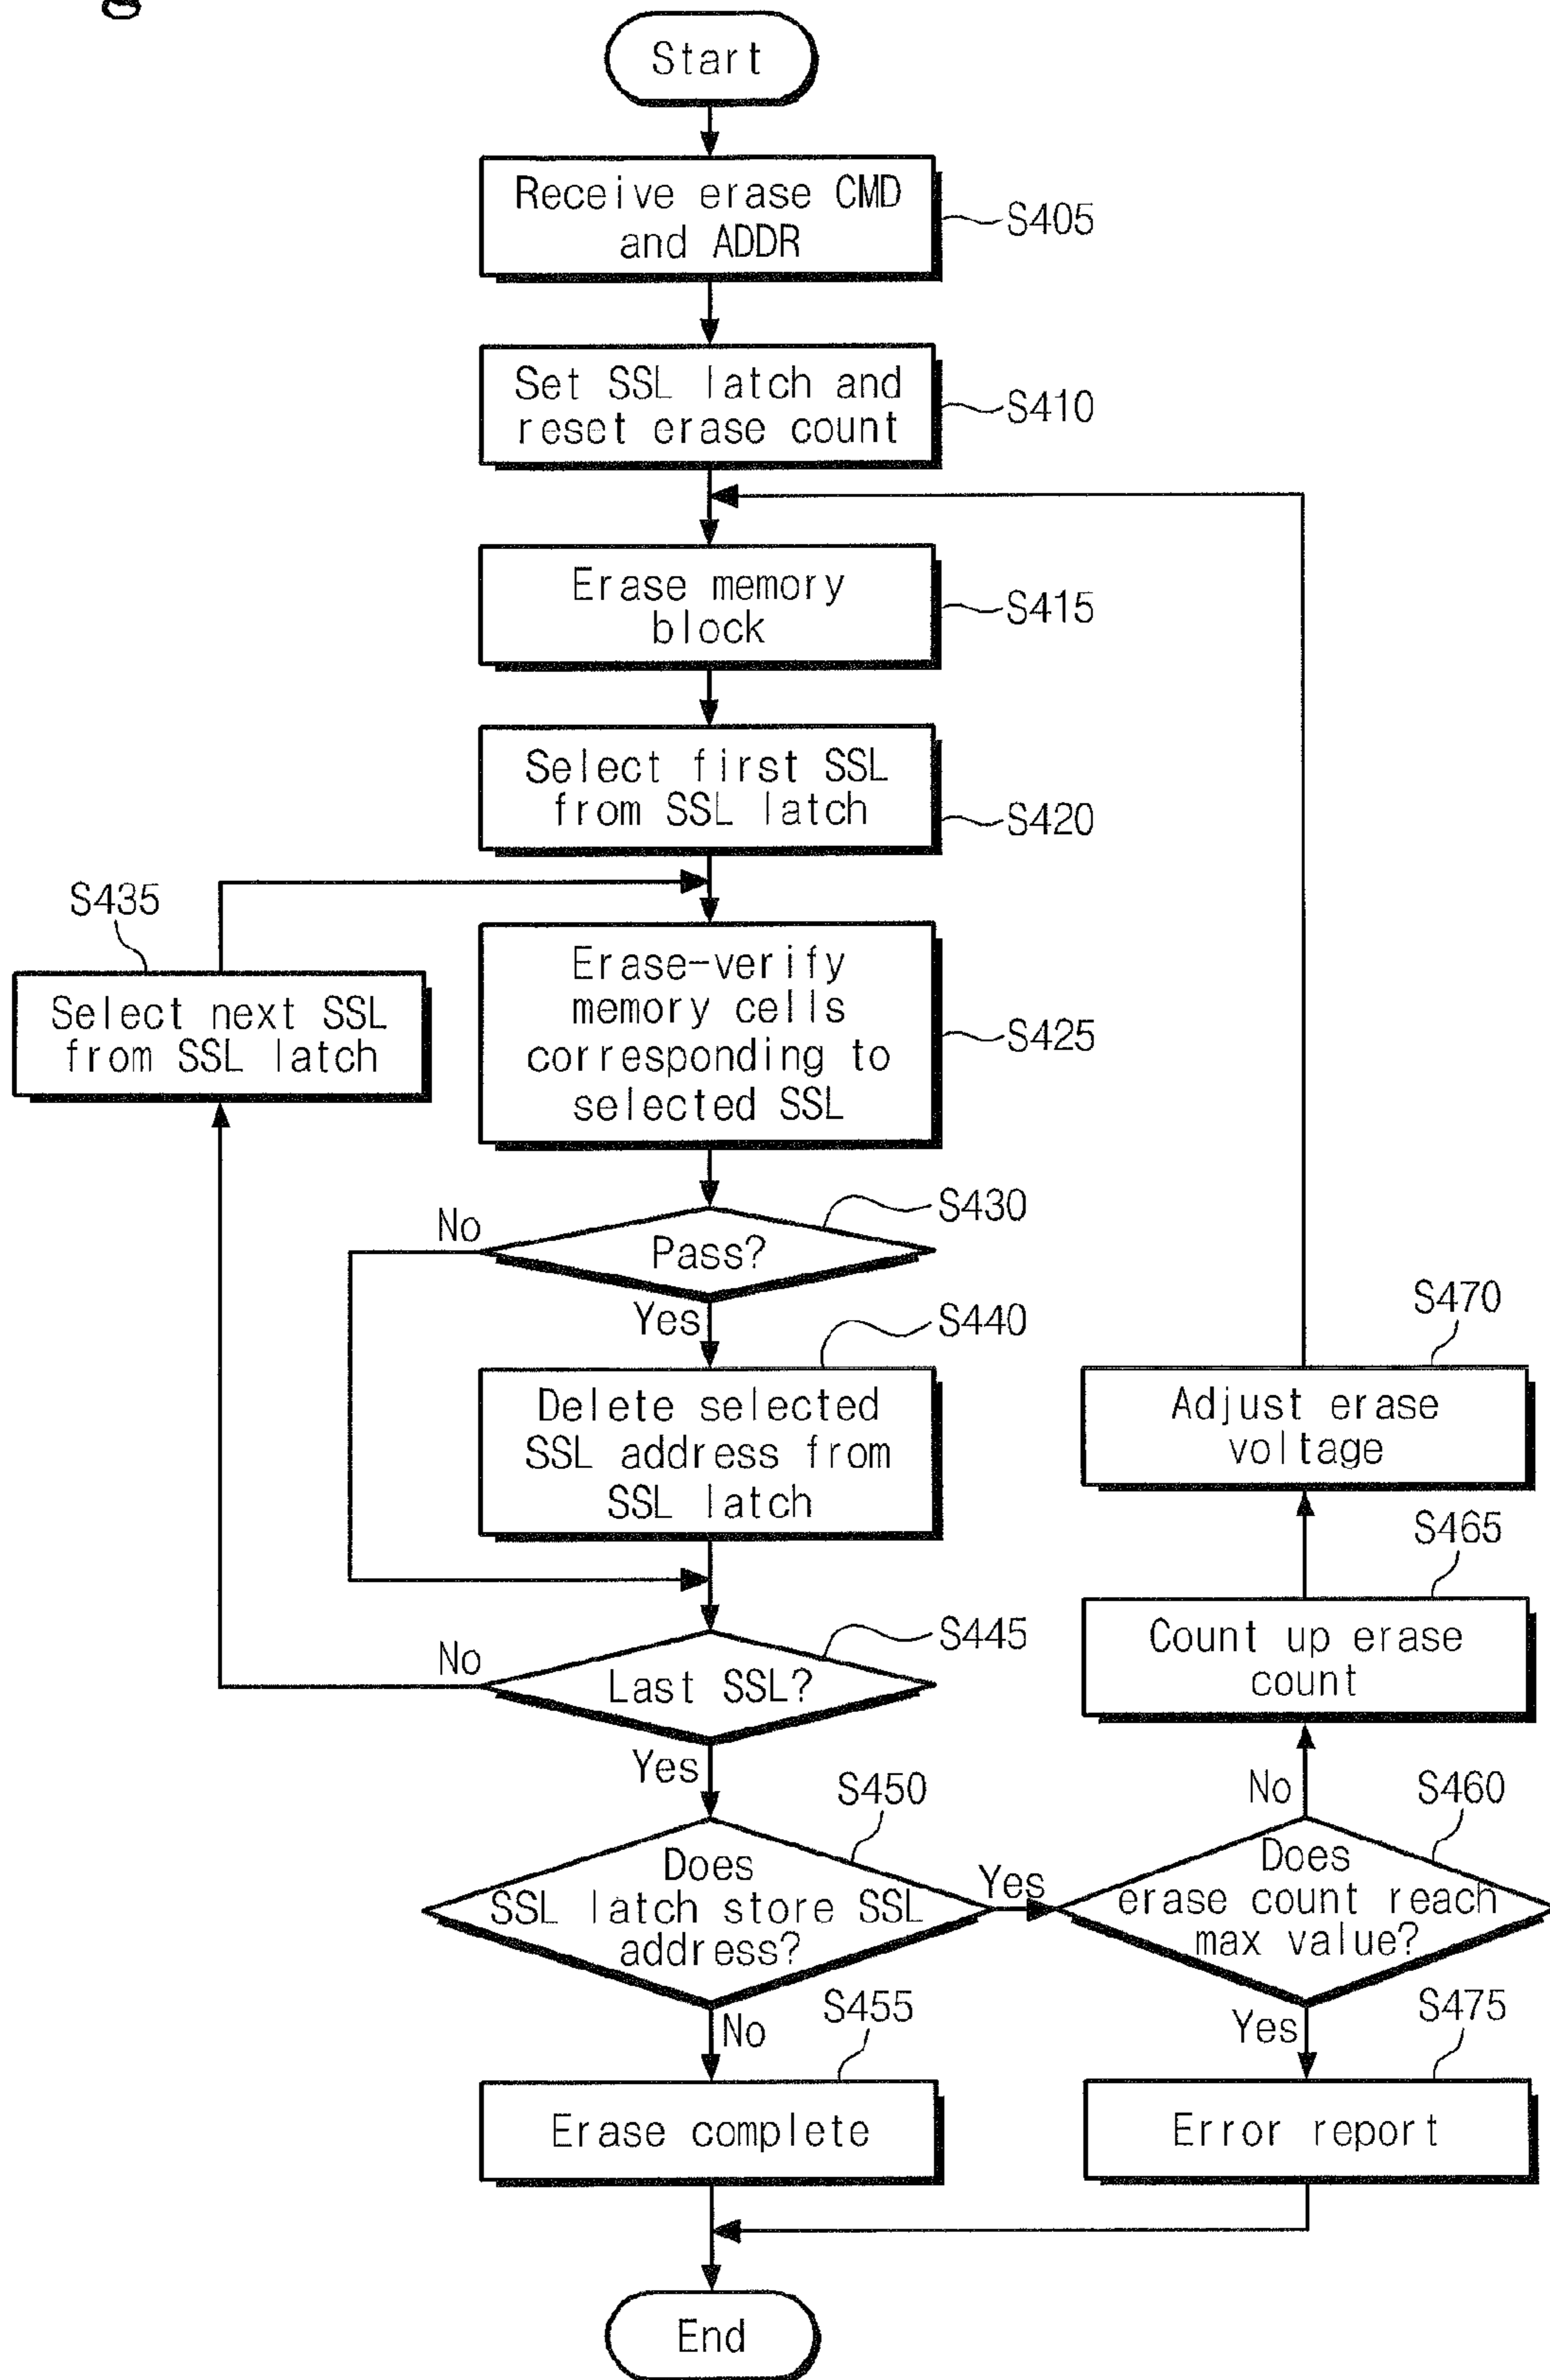 Start
Receive erase CMD
and ADDR
S405
Set SSL latch and
reset erase count
S410
Erase memory
block
S415
Select first SSL
from SSL latch
S420
S435
Select next SSL
from SSL latch
Erase-verify
memory cells
corresponding to
selected SSL
S425
S430
No
Pass?
Yes
S440
Delete selected
SSL address from
SSL latch
S470
Adjust erase
voltage
S465
Count up erase
count
S445
No
Last SSL?
Yes
S450
Does
SSL latch store SSL
address?
Yes
No
S460
Does
erase count reach
max value?
No
S455
Yes
S475
Erase complete
Error report
End